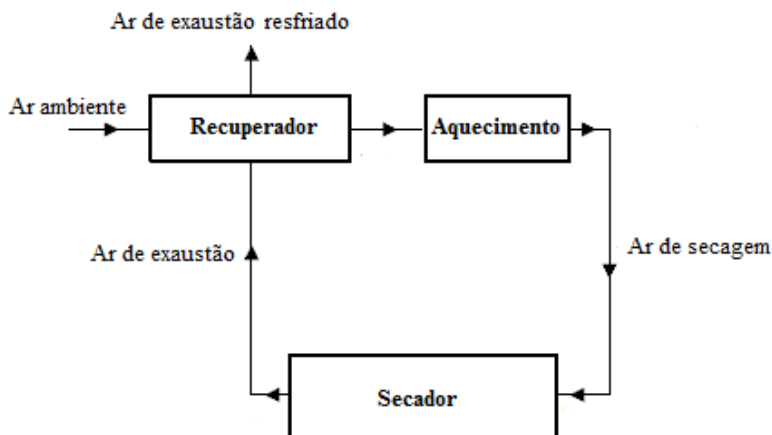 Ar de exaustão resfriado
Ar ambiente
Recuperador
Aquecimento
Ar de exaustão
Ar de secagem
Secador